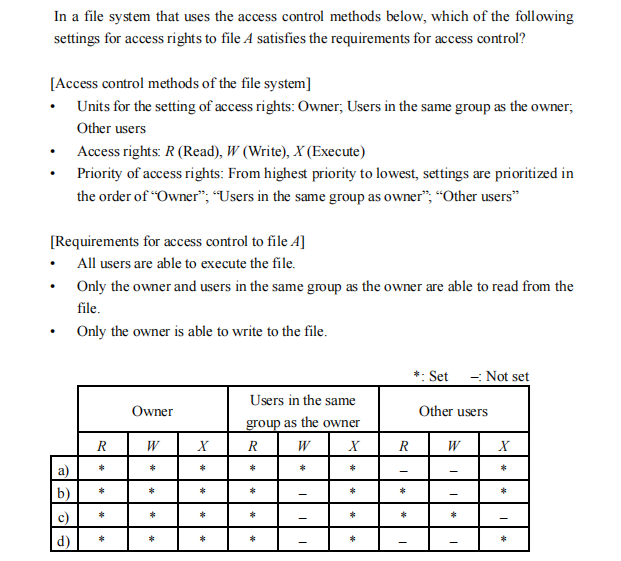 In a file system that uses the access control methods below, which of the following
settings for access rights to file A satisfies the requirements for access control?
[Access control methods of the file system]
• Units for the setting of access rights: Owner; Users in the same group as the owner;
Other users
• Access rights: R (Read), W (Write), X (Execute)
• Priority of access rights: From highest priority to lowest, settings are prioritized in
the order of “Owner”; “Users in the same group as owner”; “Other users”
[Requirements for access control to file A]
• All users are able to execute the file.
• Only the owner and users in the same group as the owner are able to read from the
file.
• Only the owner is able to write to the file.
*: Set –: Not set
Owner Users in the same
group as the owner Other users
R W X R W X R W X
a) * * * * * * – – *
b) * * * * – * * – *
c) * * * * – * * * –
d) * * * * – * – – *